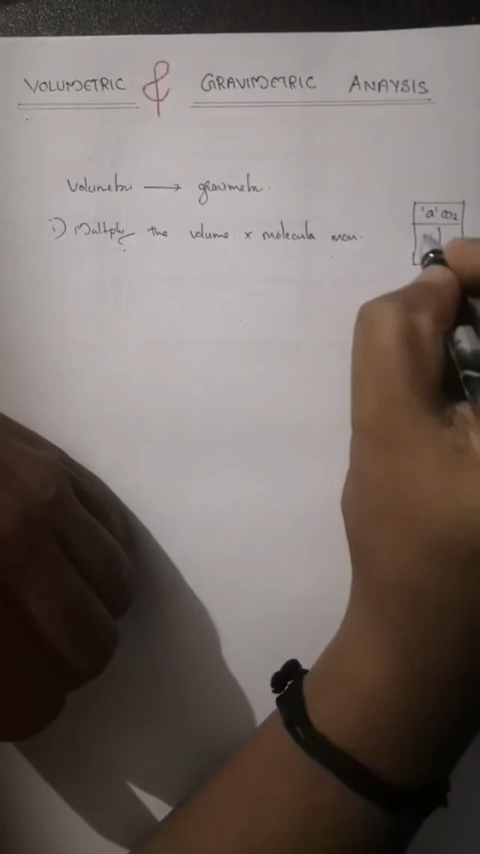 VOLUMETRIC & GRAVIMETRIC ANAYSIS
Volumetric → gravimetric.
i) Multiply the volume x molecular mass.
'a' CO2